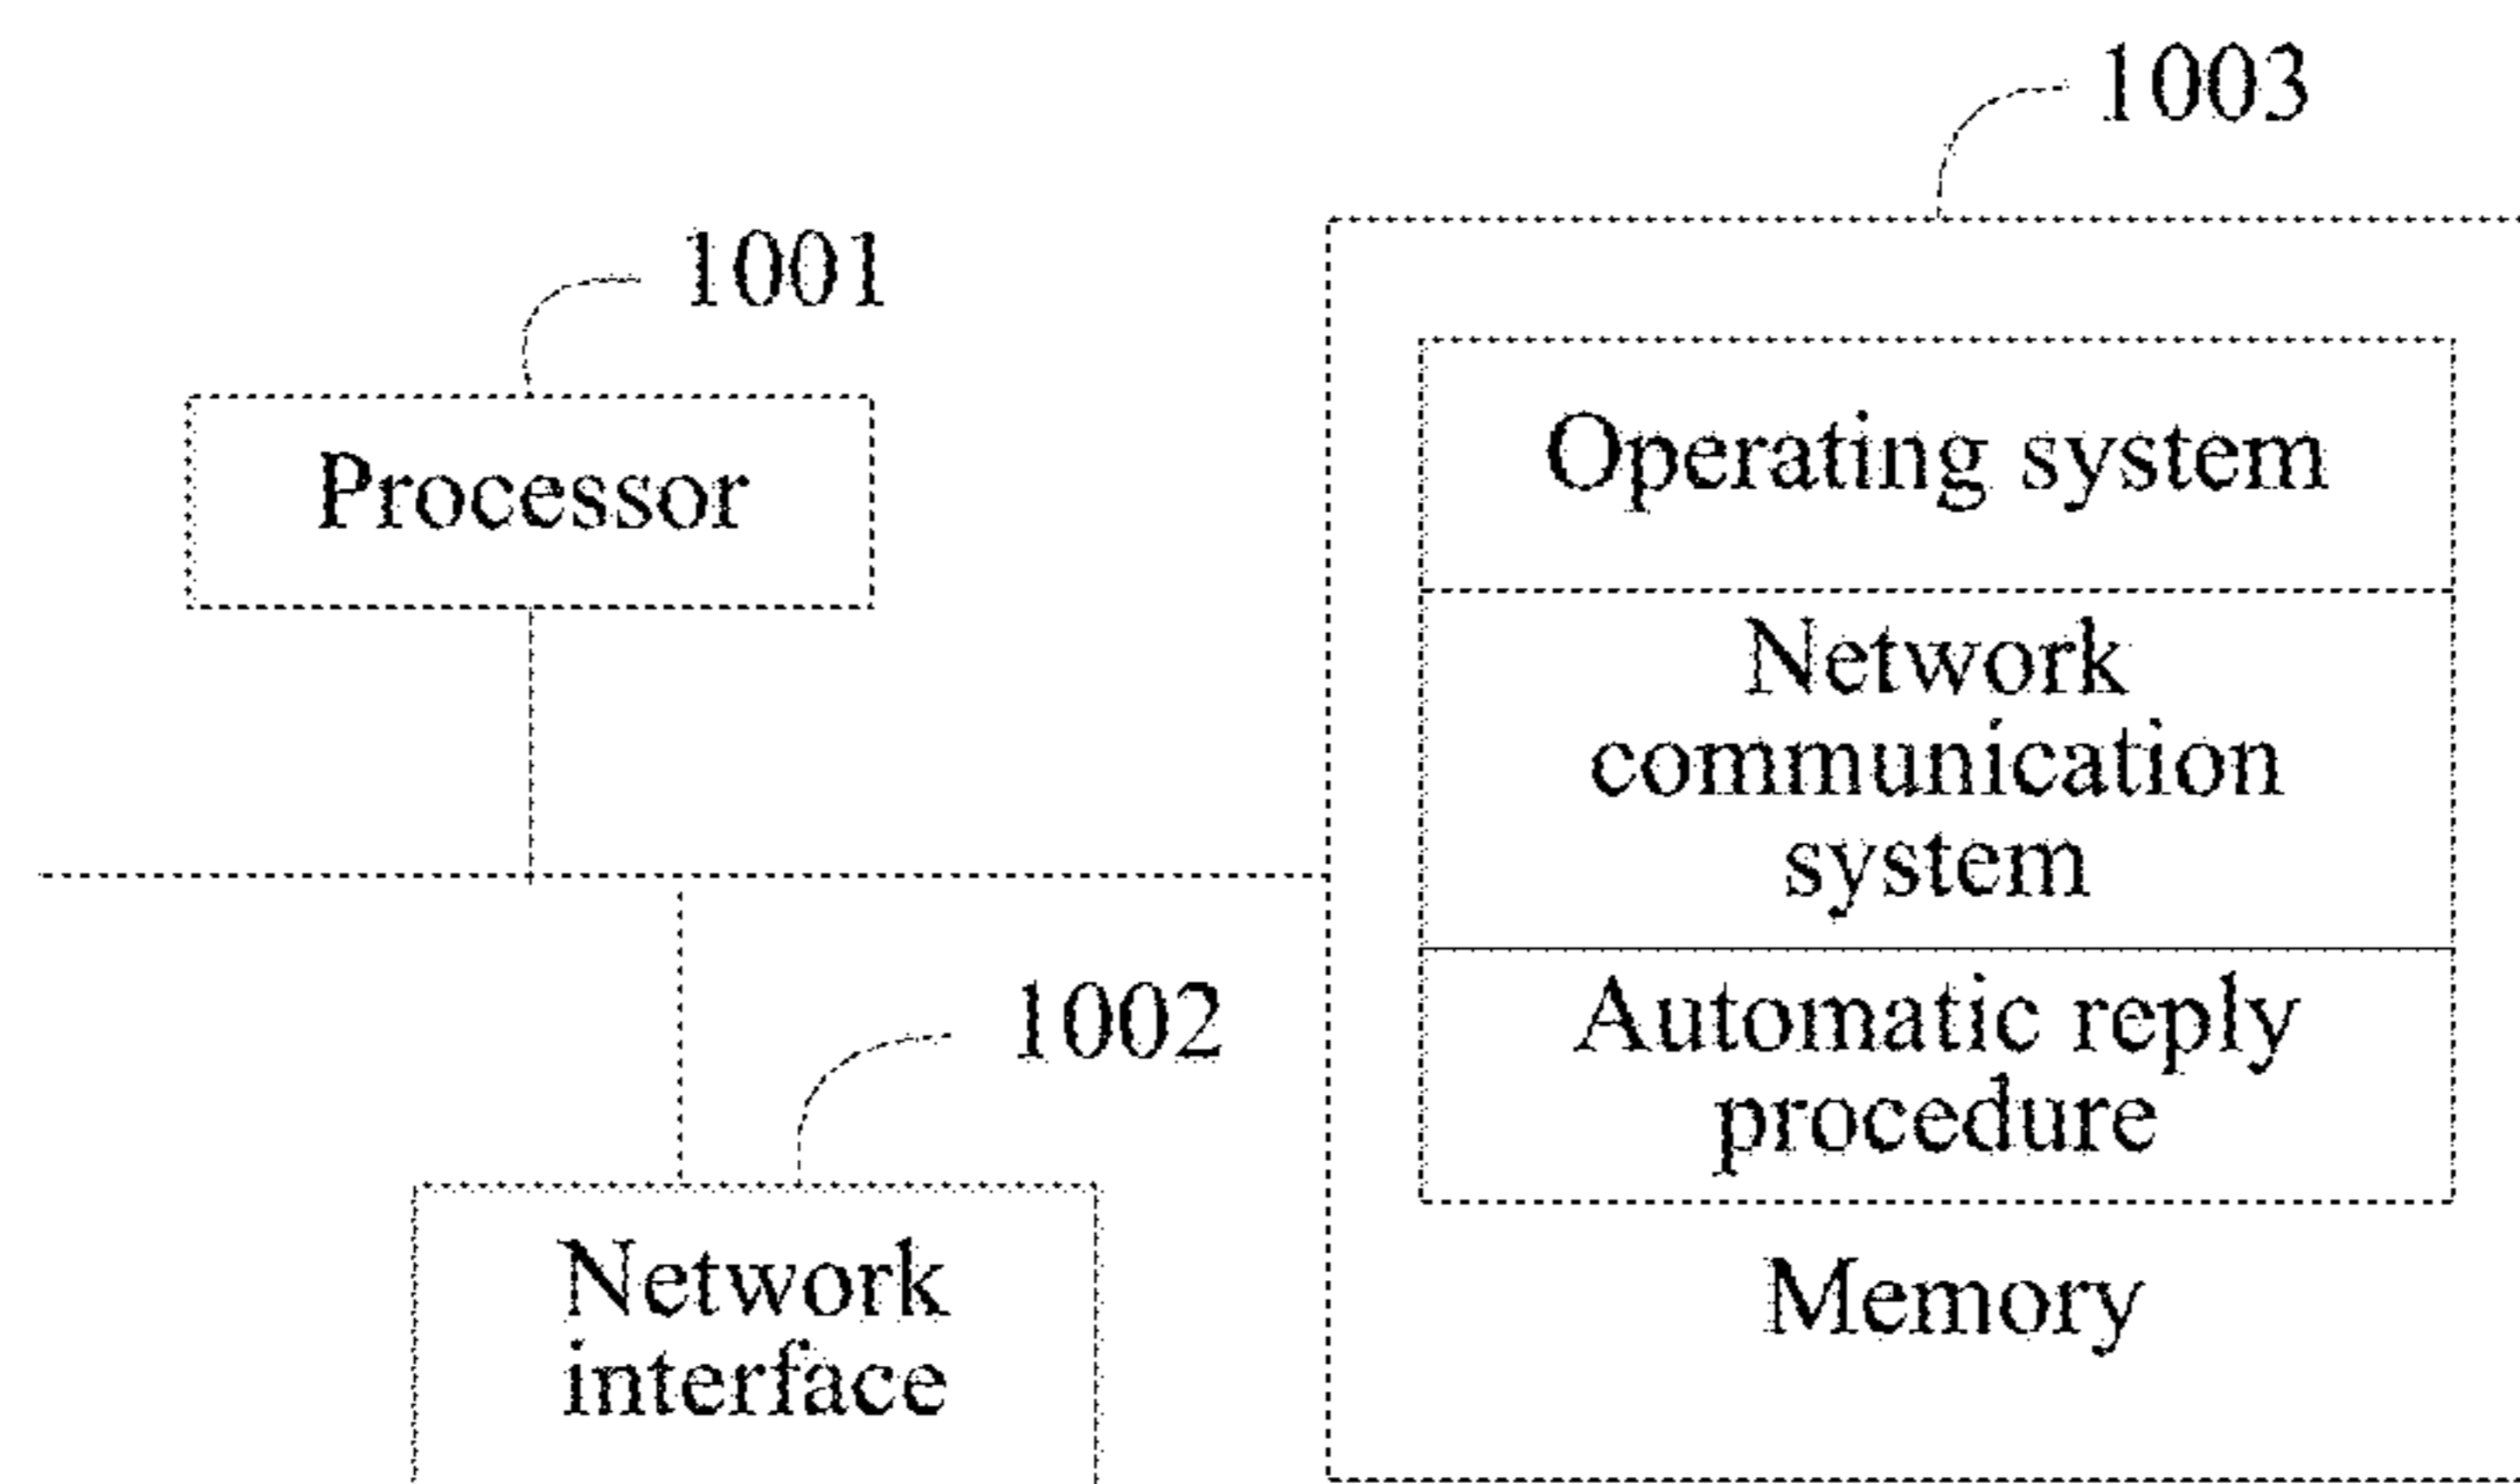 1003
1001
Processor
Operating system
Network
communication
system
1002
Automatic reply
procedure
Network
interface
Memory